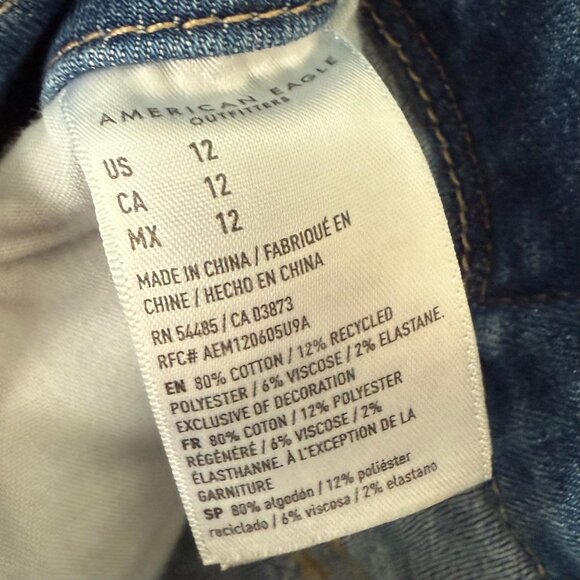 AMERICAN EAGLE
OUTFITTERS
US 12
CA 12
MX 12
MADE IN CHINA / FABRIQUÉ EN
CHINE / HECHO EN CHINA
RN 54485 / CA 03873
RFC# AEM120605U9A
EN 80% COTTON / 12% RECYCLED
POLYESTER / 6% VISCOSE / 2% ELASTANE.
EXCLUSIVE OF DECORATION
FR 80% COTON / 12% POLYESTER
RÉGÉNÉRÉ / 6% VISCOSE / 2%
ÉLASTHANNE. À L'EXCEPTION DE LA
GARNITURE
SP 80% algodón / 12% poliéster
reciclado / 6% viscosa / 2% elastano